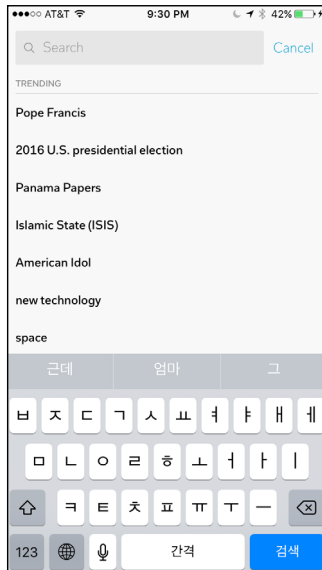 AT&T 9:30 PM 42%
Search Cancel
TRENDING
Pope Francis
2016 U.S. presidential election
Panama Papers
Islamic State (ISIS)
American Idol
new technology
space
근데 엄마 그
ㅂ ㅈ ㄷ ㄱ ㅅ ㅛ ㅕ ㅑ ㅐ ㅔ
ㅁ ㄴ ㅇ ㄹ ㅎ ㅗ ㅓ ㅏ ㅣ
ㅋ ㅌ ㅊ ㅍ ㅠ ㅜ ㅡ
123 간격 검색